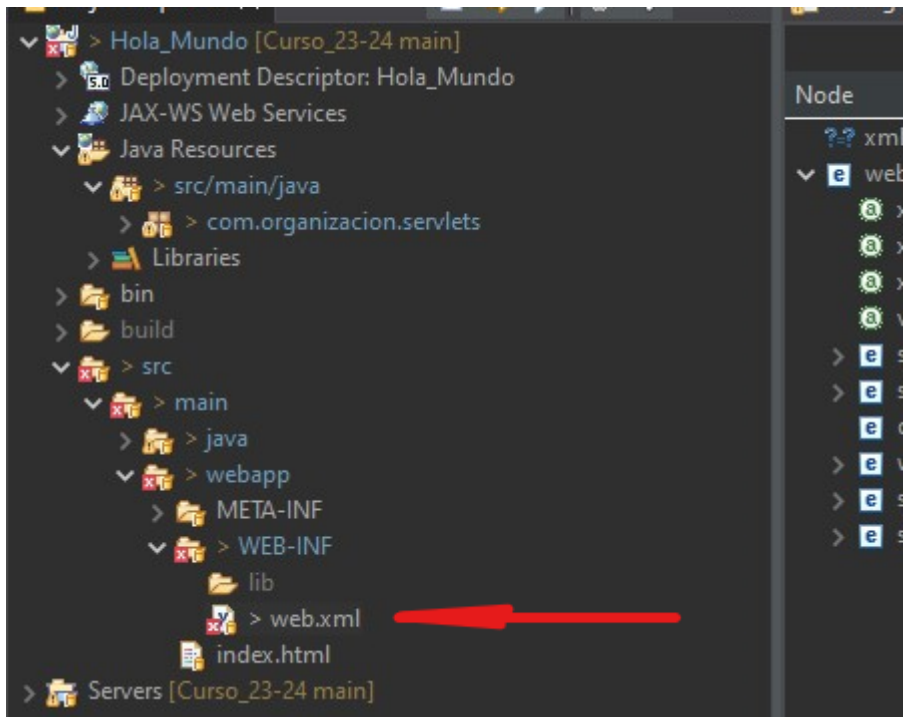 > Hola_Mundo [Curso_23-24 main]
5.0 Deployment Descriptor: Hola_Mundo
JAX-WS Web Services
Java Resources
> src/main/java
> com.organizacion.servlets
Libraries
bin
build
> src
> main
> java
> webapp
META-INF
> WEB-INF
lib
> web.xml
index.html
Servers [Curso_23-24 main]
Node
?=? xml
e web
a x
a x
a x
a v
e s
e s
e
e v
e s
e s